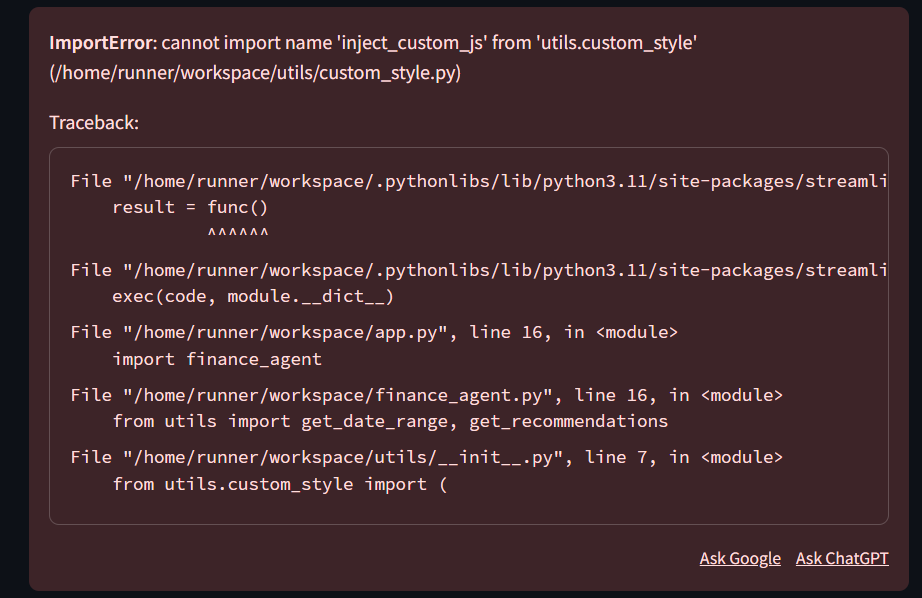 ImportError: cannot import name 'inject_custom_js' from 'utils.custom_style'
(/home/runner/workspace/utils/custom_style.py)
Traceback:
File "/home/runner/workspace/.pythonlibs/lib/python3.11/site-packages/streamli
result = func()
^^^^^^
File "/home/runner/workspace/.pythonlibs/lib/python3.11/site-packages/streamli
exec(code, module.__dict__)
File "/home/runner/workspace/app.py", line 16, in <module>
import finance_agent
File "/home/runner/workspace/finance_agent.py", line 16, in <module>
from utils import get_date_range, get_recommendations
File "/home/runner/workspace/utils/__init__.py", line 7, in <module>
from utils.custom_style import (
Ask Google Ask ChatGPT